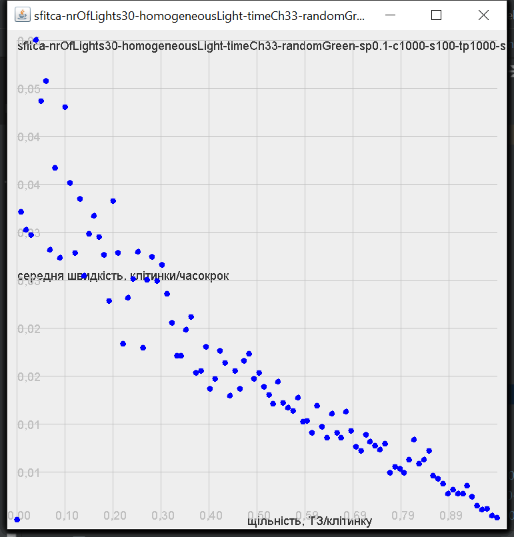 sfitca-nrOfLights30-homogeneousLight-timeCh33-randomGr...
sfitca-nrOfLights30-homogeneousLight-timeCh33-randomGreen-sp0.1-c1000-s100-tp1000-s
0,05
0,04
0,04
0,03
0,03
середня швидкість, клітинки/часокрок
0,02
0,02
0,01
0,01
0,00 0,10 0,20 0,30 0,40 0,50 0,60 0,69 0,79 0,89
щільність, ТЗ/клітинку